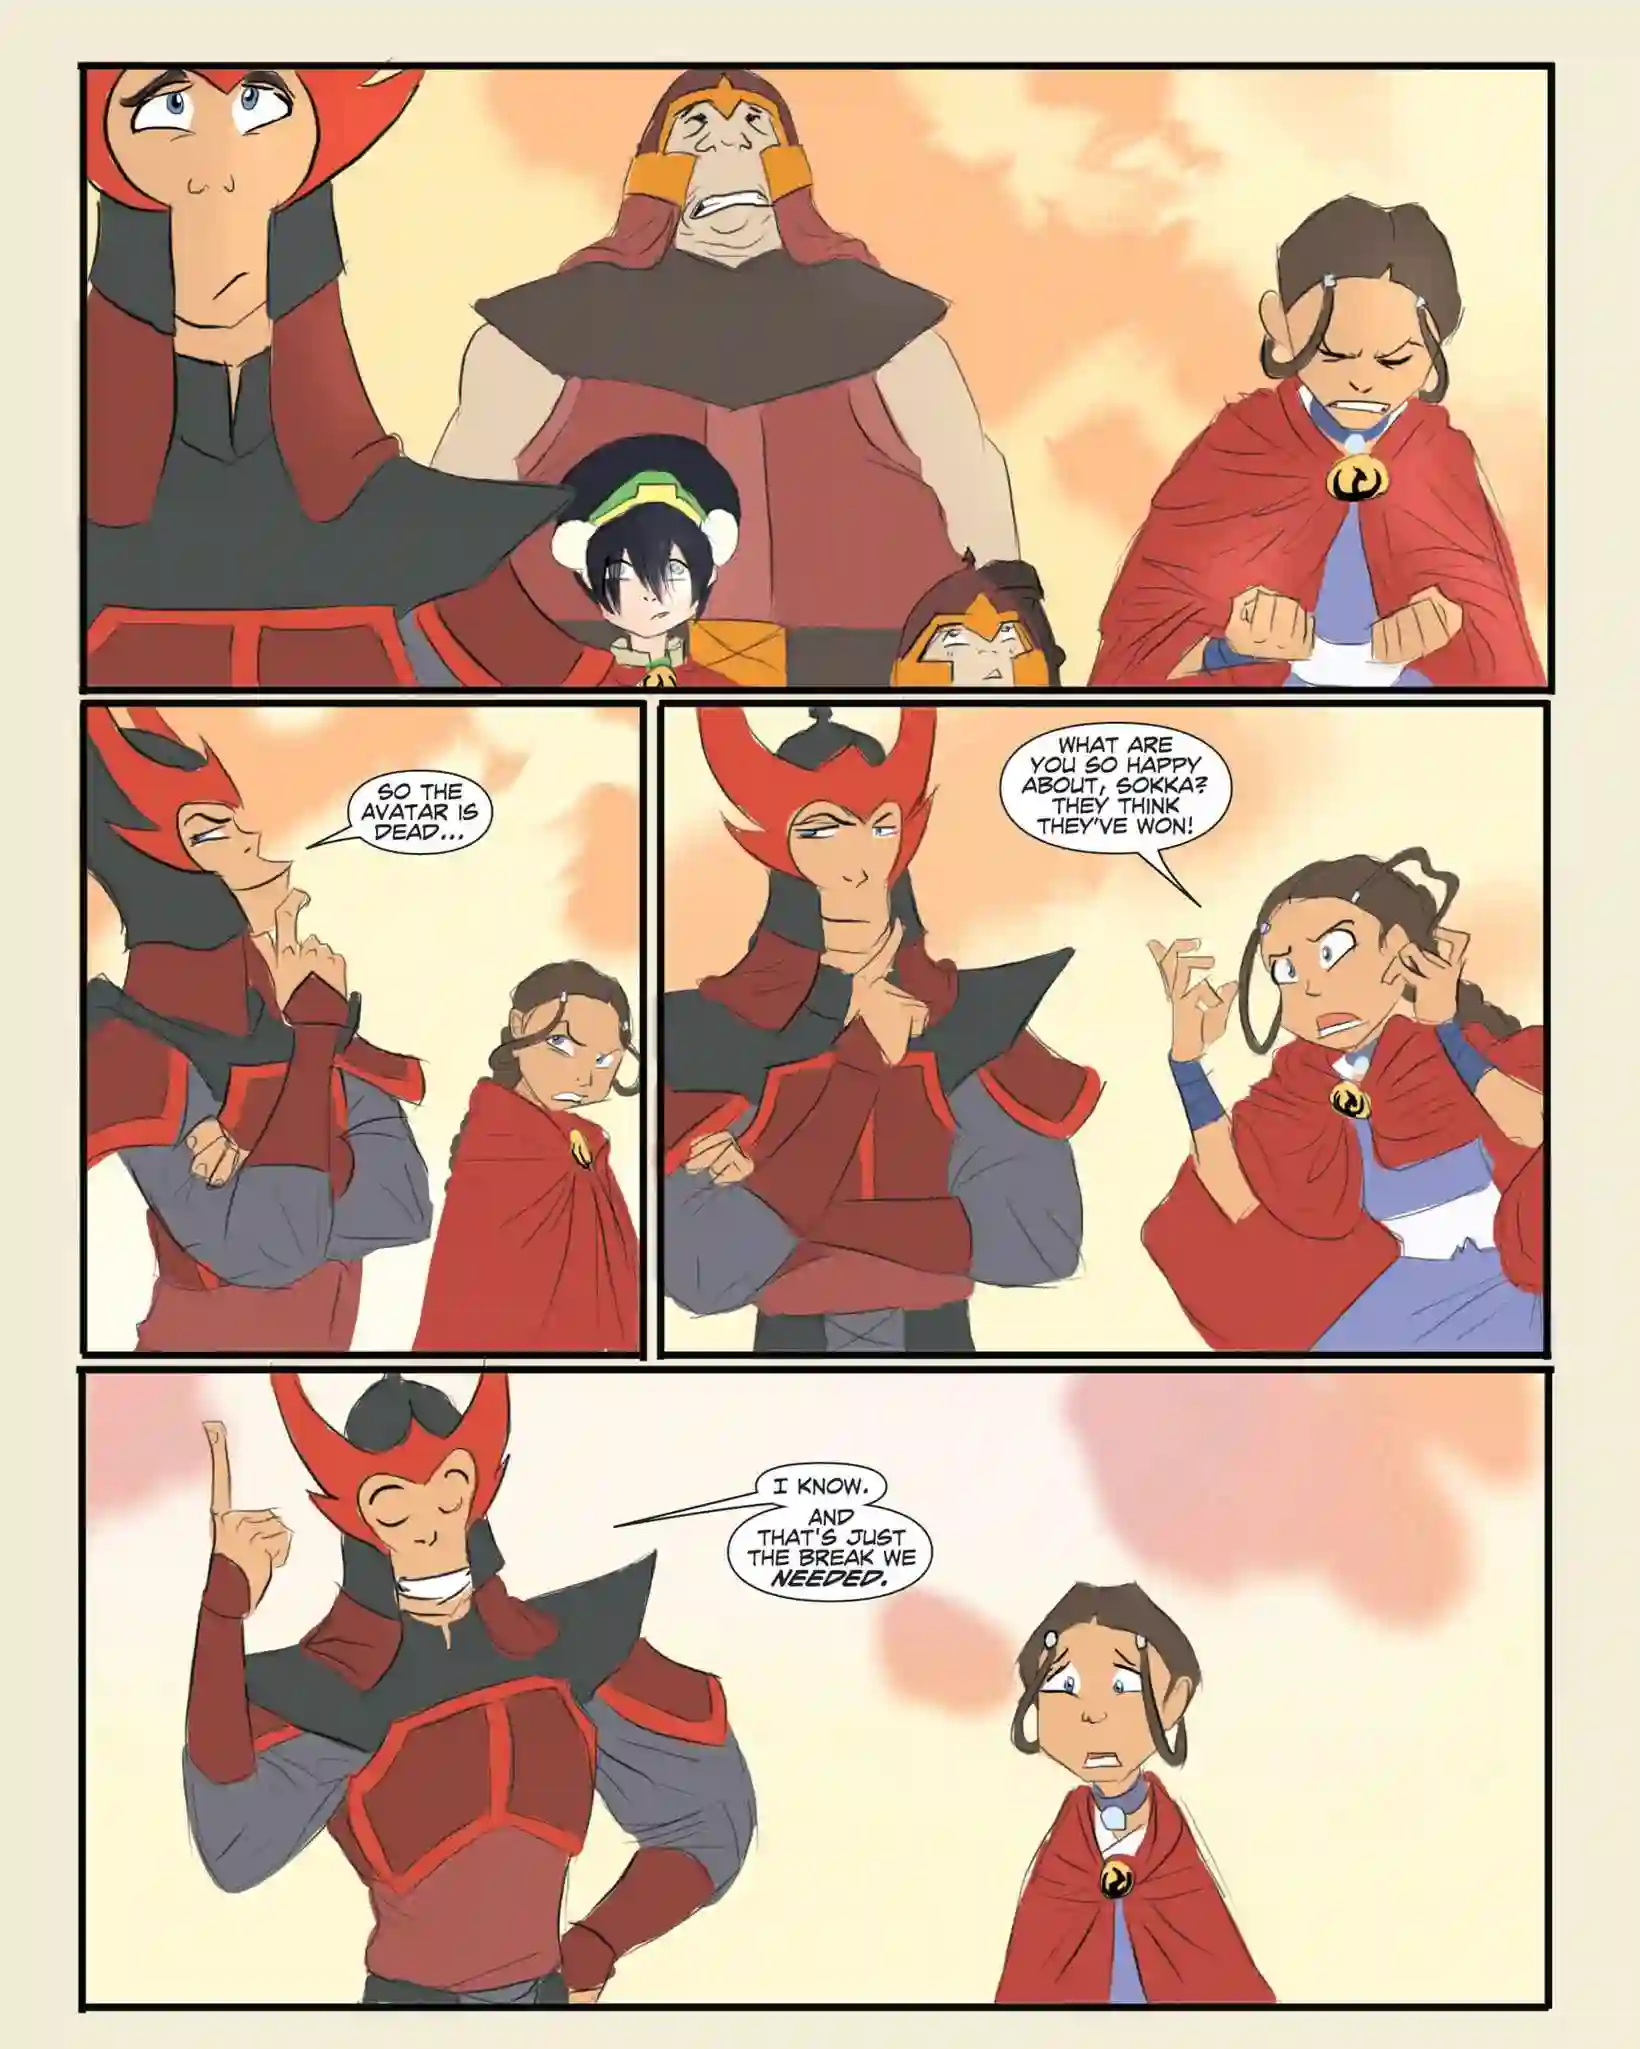 SO THE
AVATAR IS
DEAD...
WHAT ARE
YOU SO HAPPY
ABOUT, SOKKA?
THEY THINK
THEY'VE WON!
I KNOW.
AND
THAT'S JUST
THE BREAK WE
NEEDED.